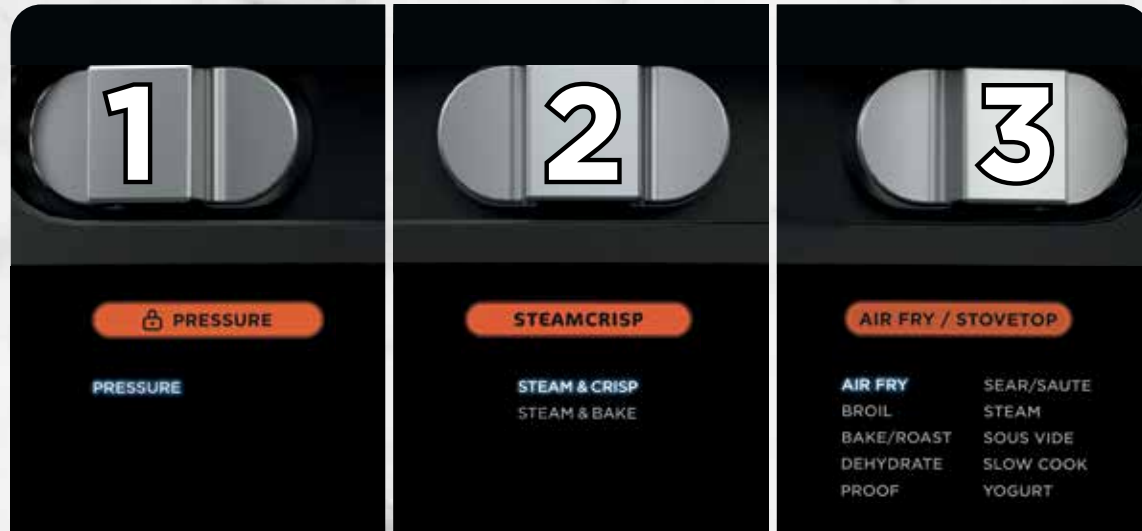 1
PRESSURE
PRESSURE
2
STEAMCRISP
STEAM & CRISP
STEAM & BAKE
3
AIR FRY / STOVETOP
AIR FRY
BROIL
BAKE/ROAST
DEHYDRATE
PROOF
SEAR/SAUTE
STEAM
SOUS VIDE
SLOW COOK
YOGURT